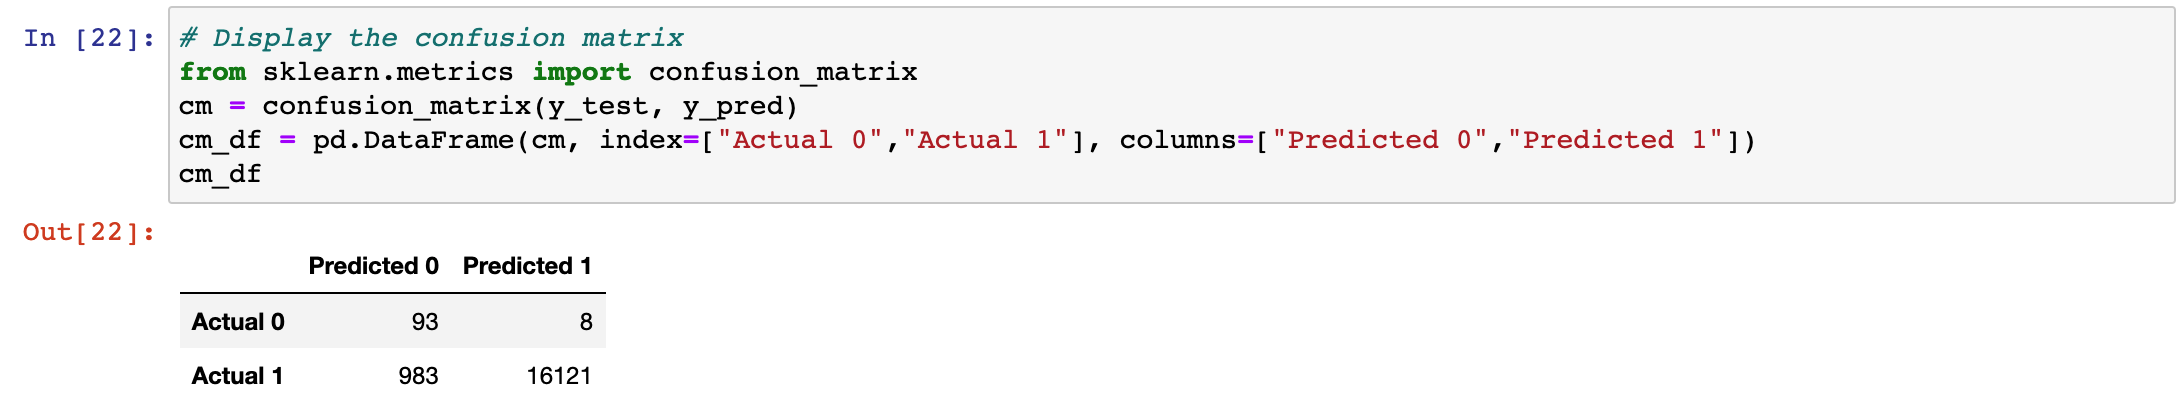 In [22]: # Display the confusion matrix
from sklearn.metrics import confusion_matrix
cm = confusion_matrix(y_test, y_pred)
cm_df = pd.DataFrame(cm, index=["Actual 0","Actual 1"], columns=["Predicted 0","Predicted 1"])
cm_df
Out[22]:
Predicted 0 Predicted 1
Actual 0 93 8
Actual 1 983 16121